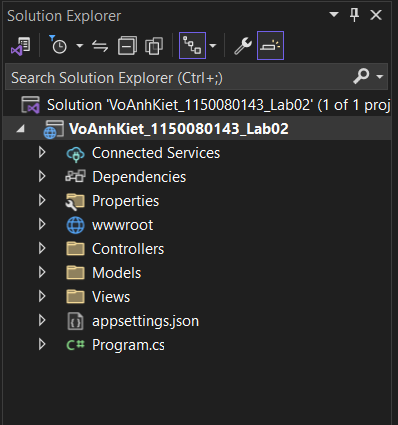 Solution Explorer
Search Solution Explorer (Ctrl+;)
Solution 'VoAnhKiet_1150080143_Lab02' (1 of 1 proj
VoAnhKiet_1150080143_Lab02
Connected Services
Dependencies
Properties
wwwroot
Controllers
Models
Views
appsettings.json
C# Program.cs